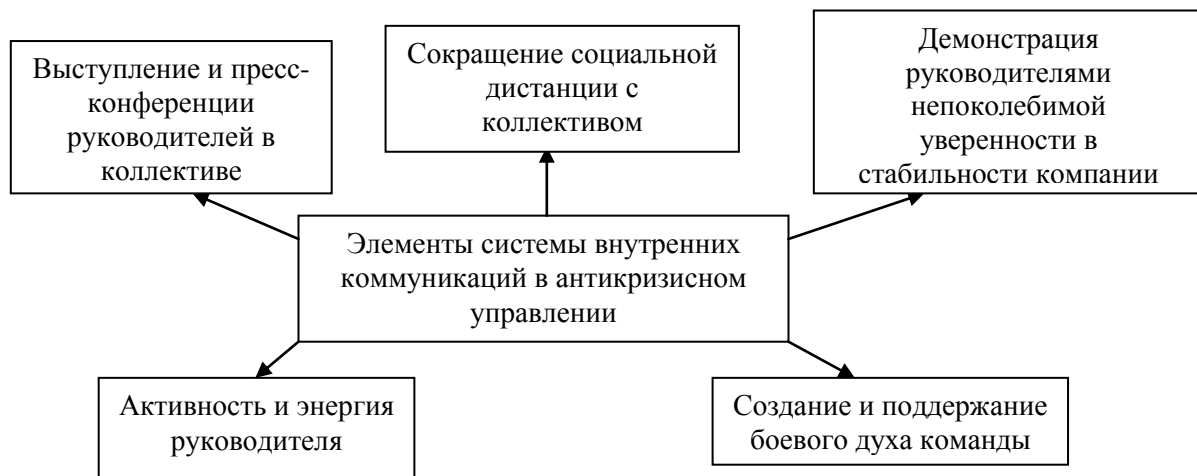 Выступление и пресс-
конференции
руководителей в
коллективе
Сокращение социальной
дистанции с
коллективом
Демонстрация
руководителями
непоколебимой
уверенности в
стабильности компании
Элементы системы внутренних
коммуникаций в антикризисном
управлении
Активность и энергия
руководителя
Создание и поддержание
боевого духа команды